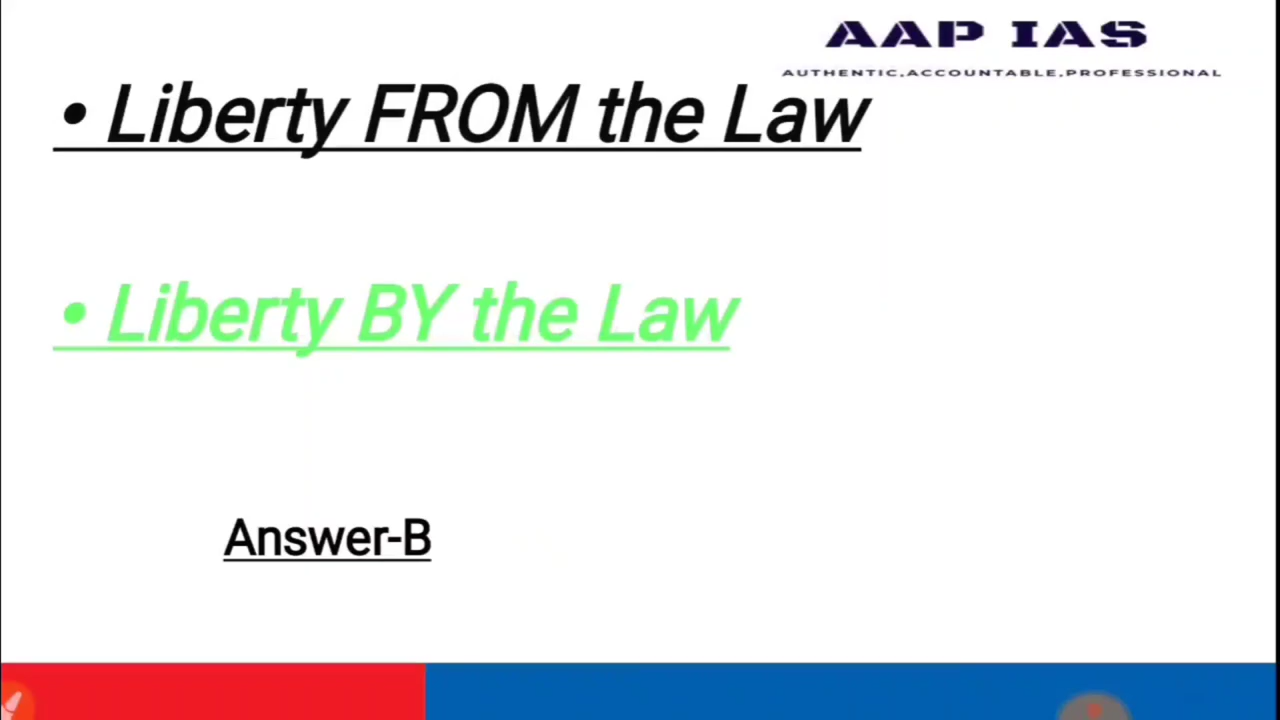 AAP IAS
AUTHENTIC,ACCOUNTABLE,PROFESSIONAL
• Liberty FROM the Law
• Liberty BY the Law
Answer-B